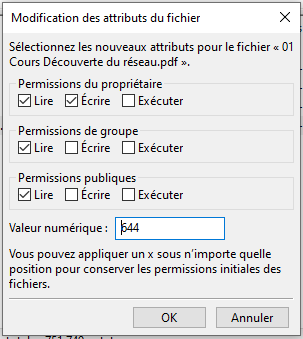 Modification des attributs du fichier
Sélectionnez les nouveaux attributs pour le fichier « 01
Cours Découverte du réseau.pdf ».
Permissions du propriétaire
Lire Écrire Exécuter
Permissions de groupe
Lire Écrire Exécuter
Permissions publiques
Lire Écrire Exécuter
Valeur numérique : 644
Vous pouvez appliquer un x sous n’importe quelle
position pour conserver les permissions initiales des
fichiers.
OK Annuler